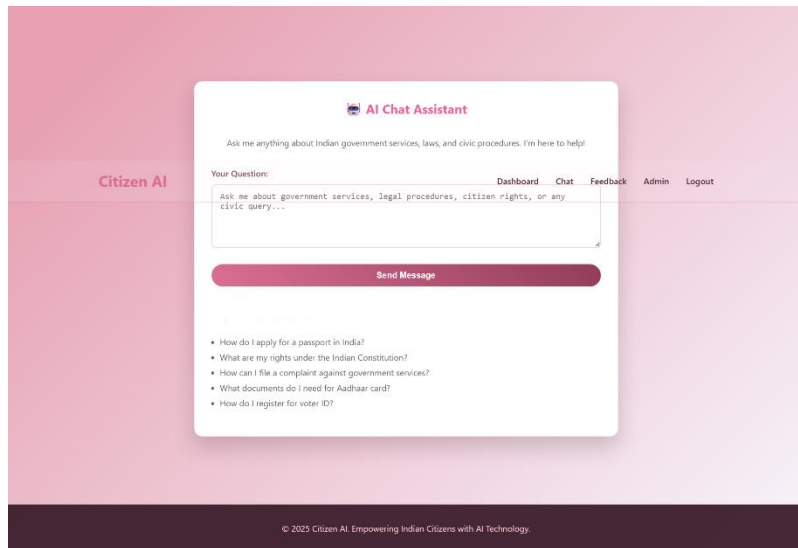 AI Chat Assistant
Ask me anything about Indian government services, laws, and civic procedures. I'm here to help!
Citizen AI
Dashboard Chat Feedback Admin Logout
Your Question:
Ask me about government services, legal procedures, citizen rights, or any
civic query...
Send Message
How do I apply for a passport in India?
What are my rights under the Indian Constitution?
How can I file a complaint against government services?
What documents do I need for Aadhaar card?
How do I register for voter ID?
© 2025 Citizen AI. Empowering Indian Citizens with AI Technology.